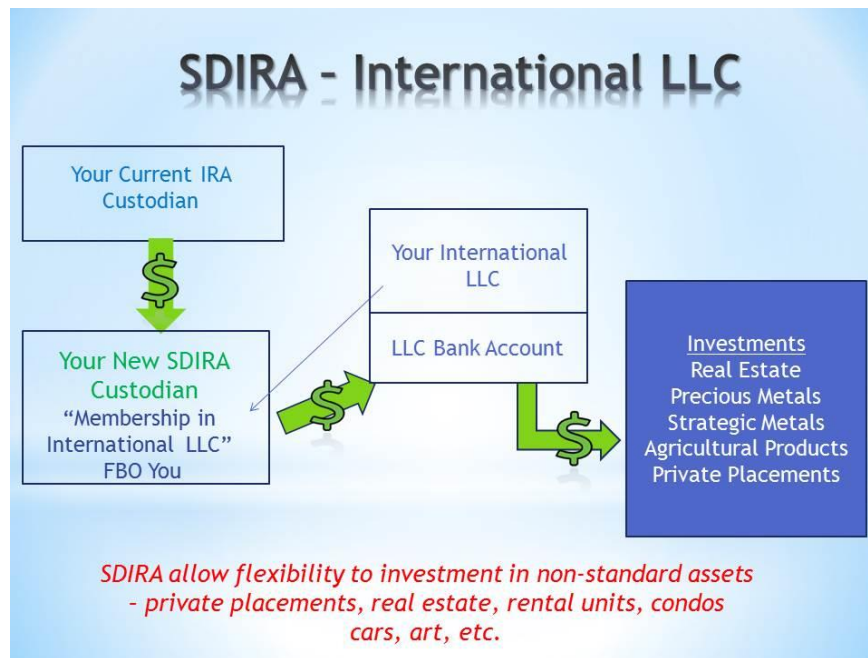 SDIRA - International LLC
Your Current IRA
Custodian
$
Your New SDIRA
Custodian
“Membership in
International LLC”
FBO You
$
Your International
LLC
LLC Bank Account
$
Investments
Real Estate
Precious Metals
Strategic Metals
Agricultural Products
Private Placements
SDIRA allow flexibility to investment in non-standard assets
- private placements, real estate, rental units, condos
cars, art, etc.